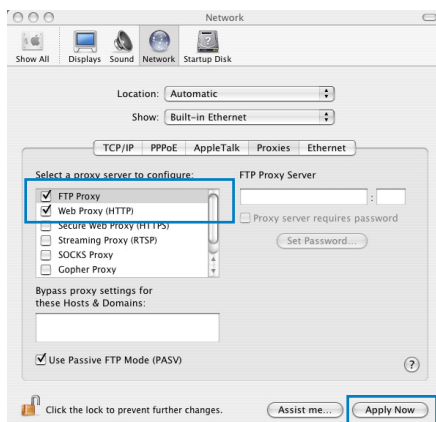 Network
Show All Displays Sound Network Startup Disk
Location: Automatic
Show: Built-in Ethernet
TCP/IP PPPoE AppleTalk Proxies Ethernet
Select a proxy server to configure: FTP Proxy Server
FTP Proxy
:
Web Proxy (HTTP)
Proxy server requires password
Secure Web Proxy (HTTPS)
Streaming Proxy (RTSP)
Set Password...
SOCKS Proxy
Gopher Proxy
Bypass proxy settings for
these Hosts & Domains:
Use Passive FTP Mode (PASV)
?
Click the lock to prevent further changes. Assist me... Apply Now